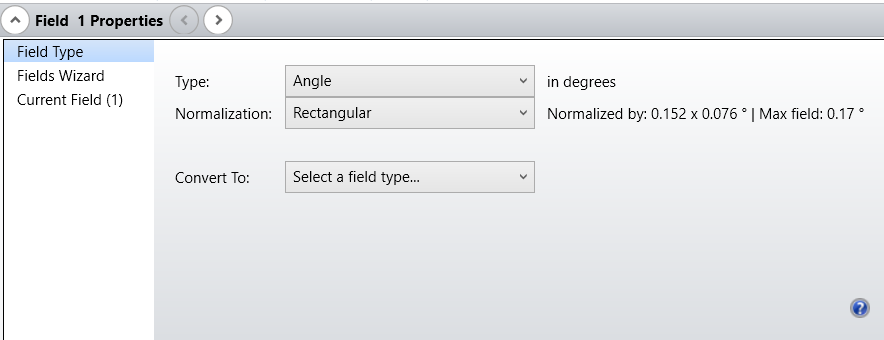 Field  1 Properties
Field Type
Fields Wizard
Current Field (1)
Type: Angle in degrees
Normalization: Rectangular Normalized by: 0.152 x 0.076 ° | Max field: 0.17 °
Convert To: Select a field type...
?